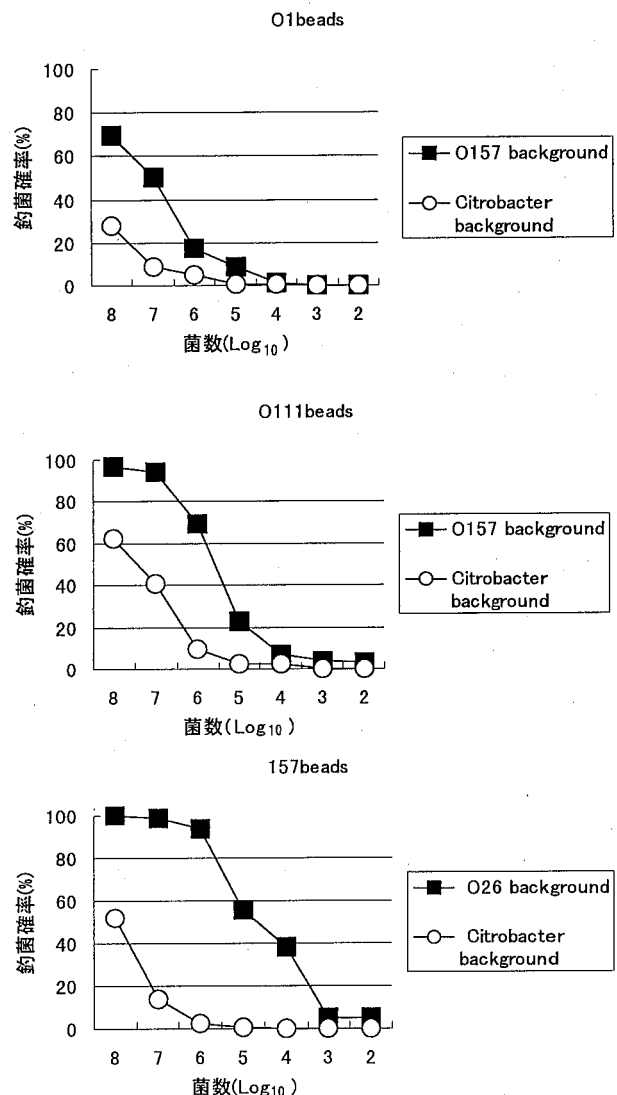 O1beads
100
80
60
40
20
0
釣菌確率(%)
8 7 6 5 4 3 2
菌数(Log10)
O157 background
Citrobacter
background
O111beads
100
80
60
40
20
0
釣菌確率(%)
8 7 6 5 4 3 2
菌数(Log10)
O157 background
Citrobacter
background
157beads
100
80
60
40
20
0
釣菌確率(%)
8 7 6 5 4 3 2
菌数(Log10)
O26 background
Citrobacter
background